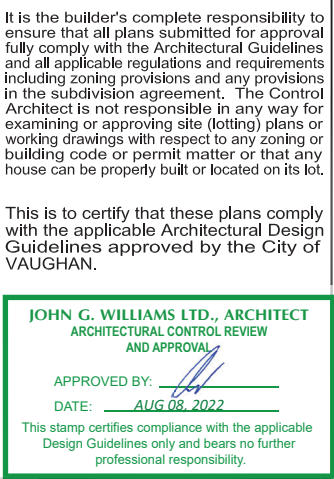 It is the builder's complete responsibility to
ensure that all plans submitted for approval
fully comply with the Architectural Guidelines
and all applicable regulations and requirements
including zoning provisions and any provisions
in the subdivision agreement. The Control
Architect is not responsible in any way for
examining or approving site (lotting) plans or
working drawings with respect to any zoning or
building code or permit matter or that any
house can be properly built or located on its lot.
This is to certify that these plans comply
with the applicable Architectural Design
Guidelines approved by the City of
VAUGHAN.
JOHN G. WILLIAMS LTD., ARCHITECT
ARCHITECTURAL CONTROL REVIEW
AND APPROVAL
APPROVED BY:
DATE: AUG 08, 2022
This stamp certifies compliance with the applicable
Design Guidelines only and bears no further
professional responsibility.